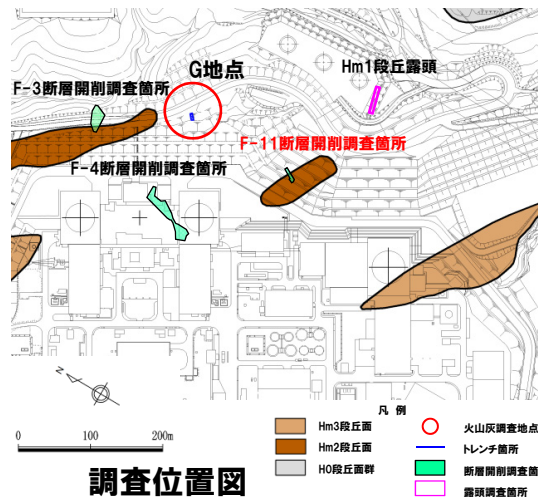 G地点
Hm1段丘露頭
F-3断層開削調査箇所
F-11断層開削調査箇所
F-4断層開削調査箇所
N
0 100 200m
調査位置図
凡 例
Hm3段丘面
Hm2段丘面
H0段丘面群
火山灰調査地点
トレンチ箇所
断層開削調査箇
露頭調査箇所